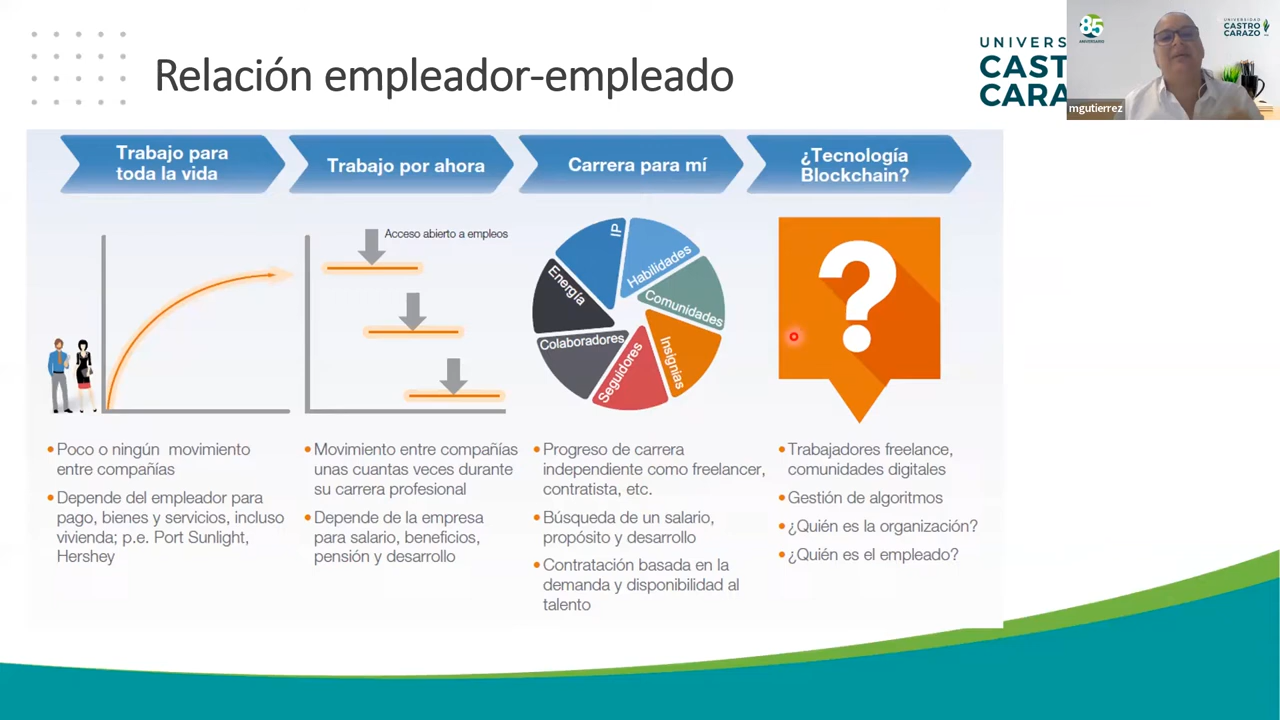 Relación empleador-empleado
UNIVERS
CAST
CARA
85
ANIVERSARIO
UNIVERSIDAD
CASTRO
CARAZO
mgutierrez
Trabajo para
toda la vida
Trabajo por ahora
Carrera para mí
¿Tecnología
Blockchain?
Acceso abierto a empleos
IP
Habilidades
Comunidades
Insignias
Seguidores
Colaboradores
Energía
?
• Poco o ningún movimiento
entre compañías
• Depende del empleador para
pago, bienes y servicios, incluso
vivienda; p.e. Port Sunlight,
Hershey
• Movimiento entre compañías
unas cuantas veces durante
su carrera profesional
• Depende de la empresa
para salario, beneficios,
pensión y desarrollo
• Progreso de carrera
independiente como freelancer,
contratista, etc.
• Búsqueda de un salario,
propósito y desarrollo
• Contratación basada en la
demanda y disponibilidad al
talento
• Trabajadores freelance,
comunidades digitales
• Gestión de algoritmos
• ¿Quién es la organización?
• ¿Quién es el empleado?